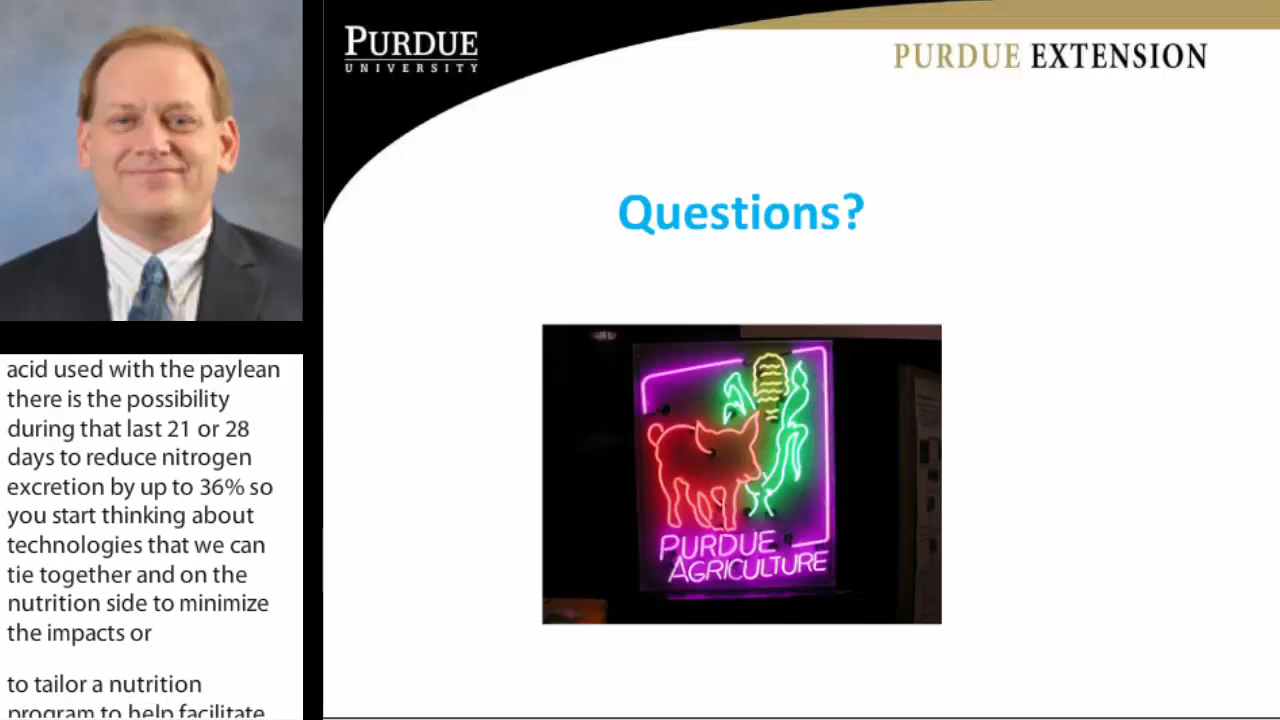 PURDUE
UNIVERSITY
PURDUE EXTENSION
Questions?
PURDUE
AGRICULTURE
acid used with the paylean
there is the possibility
during that last 21 or 28
days to reduce nitrogen
excretion by up to 36% so
you start thinking about
technologies that we can
tie together and on the
nutrition side to minimize
the impacts or
to tailor a nutrition
program to help facilitate